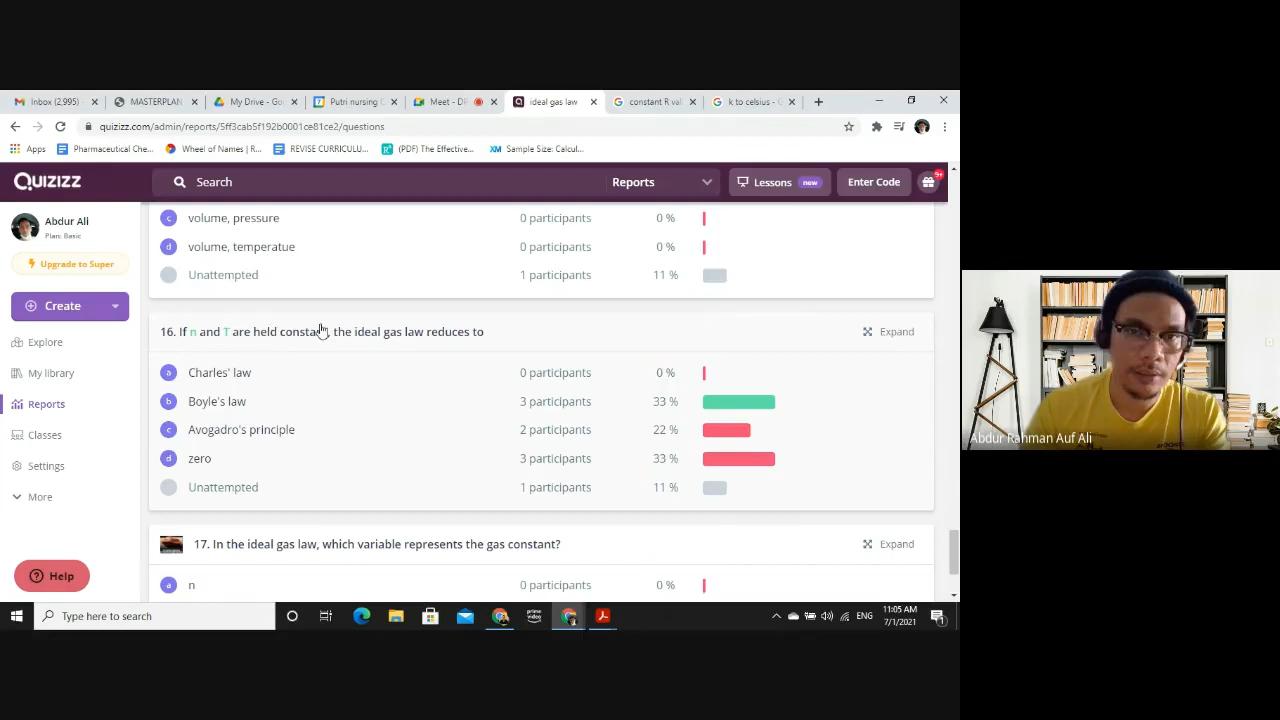 Inbox (2,995)
MASTERPLAN
My Drive - Go
Putri nursing
Meet - DP
ideal gas law
constant R val
k to celsius - G
quizizz.com/admin/reports/5ff3cab5f192b0001ce81ce2/questions
Apps
Pharmaceutical Che...
Wheel of Names | R...
REVISE CURRICULU...
(PDF) The Effective...
XM Sample Size: Calcul...
QUIZIZZ
Search
Reports
Lessons new
Enter Code
Abdur Ali
Plan: Basic
Upgrade to Super
Create
Explore
My library
Reports
Classes
Settings
More
Help
c volume, pressure 0 participants 0 %
d volume, temperatue 0 participants 0 %
Unattempted 1 participants 11 %
16. If n and T are held constant, the ideal gas law reduces to Expand
a Charles' law 0 participants 0 %
b Boyle's law 3 participants 33 %
c Avogadro's principle 2 participants 22 %
d zero 3 participants 33 %
Unattempted 1 participants 11 %
17. In the ideal gas law, which variable represents the gas constant? Expand
a n 0 participants 0 %
Abdur Rahman Auf Ali
Type here to search
prime video
ENG
11:05 AM
7/1/2021